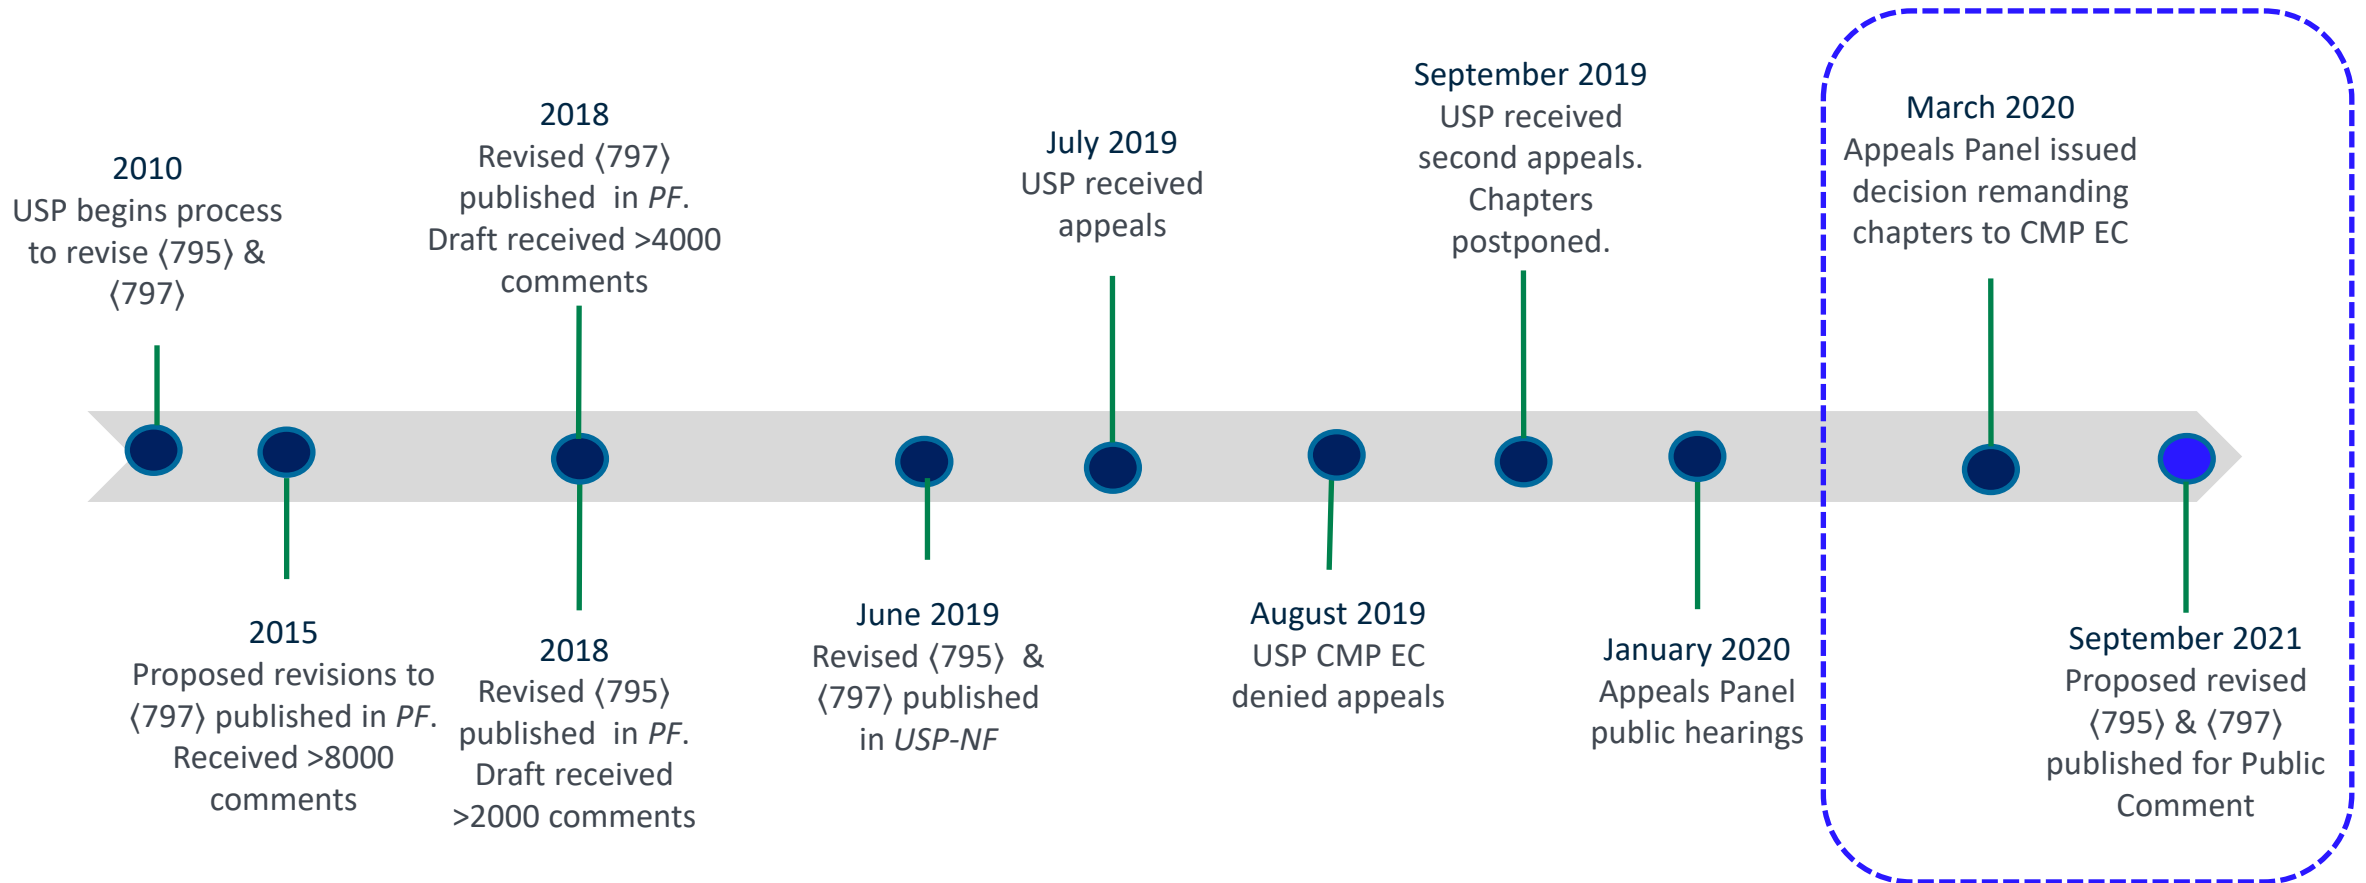 2010
USP begins process
to revise ⟨795⟩ &
⟨797⟩
2015
Proposed revisions to
⟨797⟩ published in PF.
Received >8000
comments
2018
Revised ⟨797⟩
published in PF.
Draft received >4000
comments
2018
Revised ⟨795⟩
published in PF.
Draft received
>2000 comments
June 2019
Revised ⟨795⟩ &
⟨797⟩ published
in USP-NF
July 2019
USP received
appeals
August 2019
USP CMP EC
denied appeals
September 2019
USP received
second appeals.
Chapters
postponed.
January 2020
Appeals Panel
public hearings
March 2020
Appeals Panel issued
decision remanding
chapters to CMP EC
September 2021
Proposed revised
⟨795⟩ & ⟨797⟩
published for Public
Comment